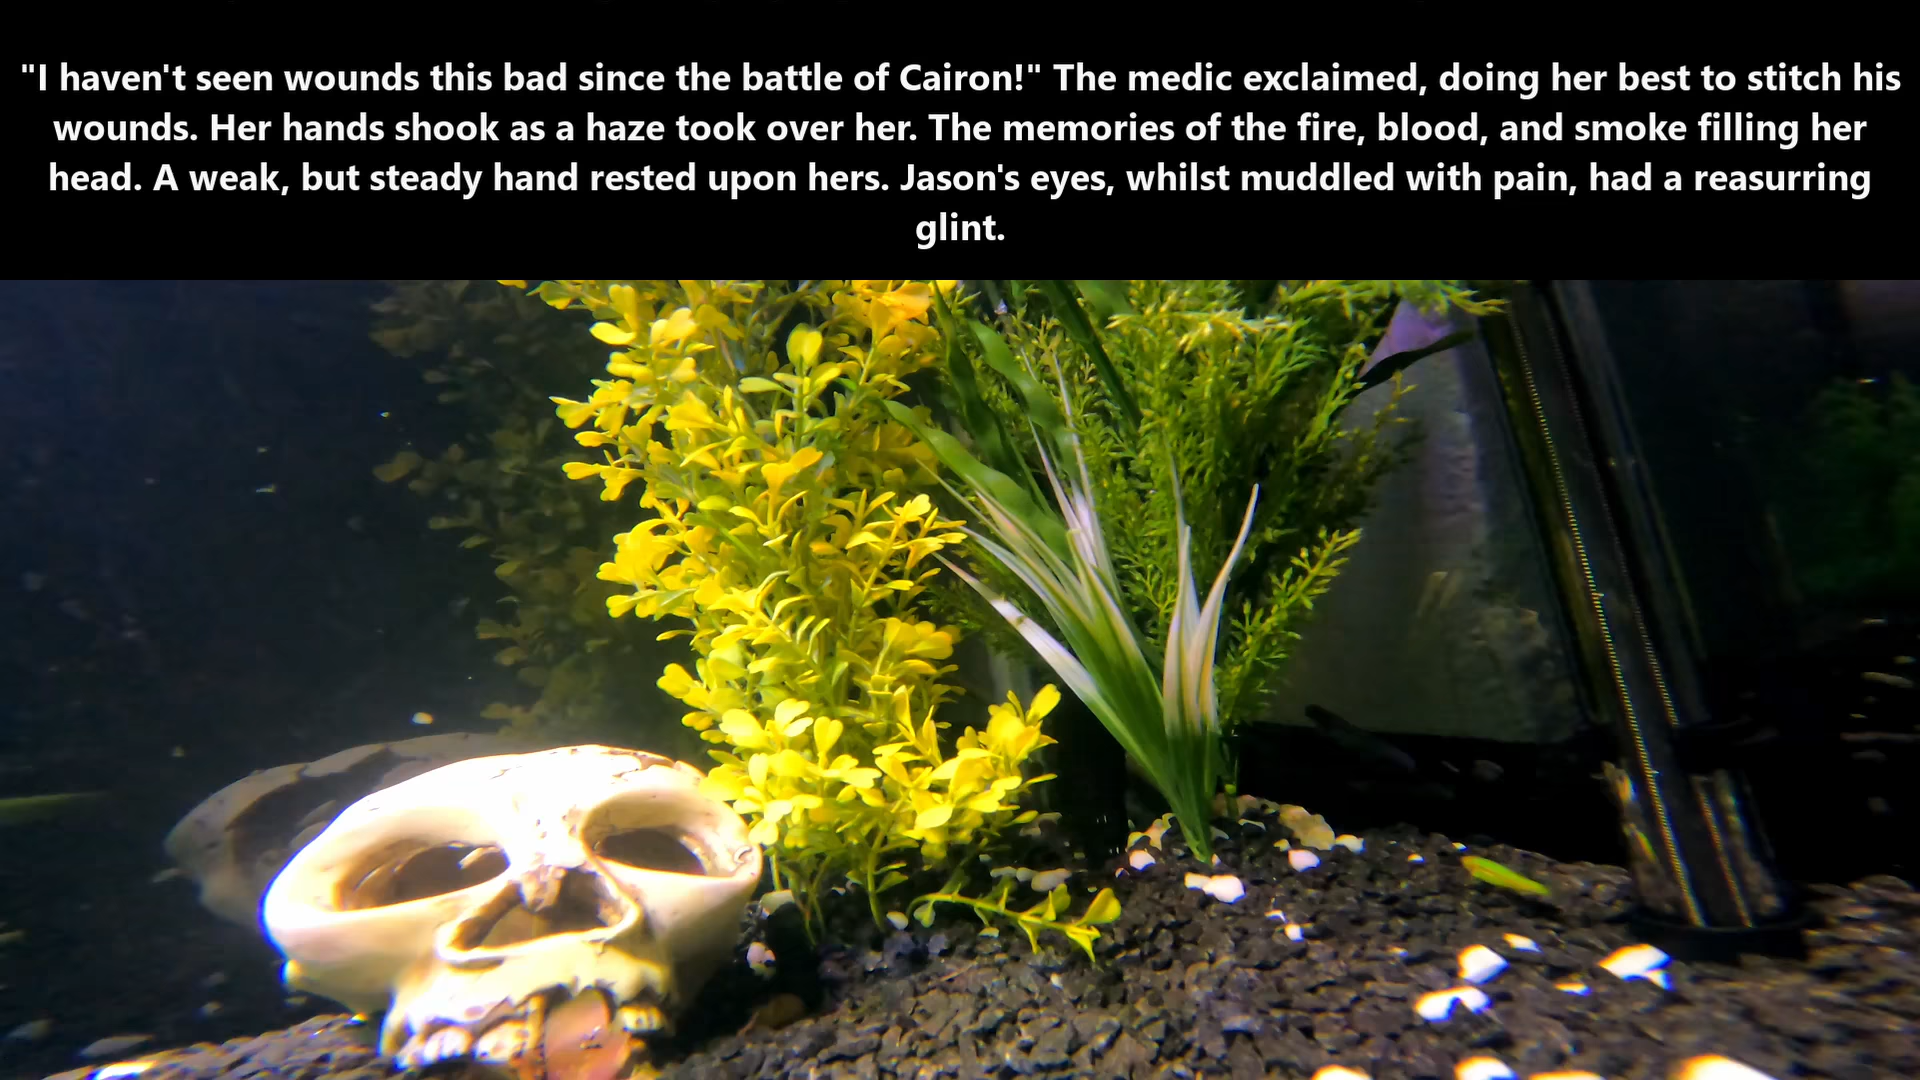 "I haven't seen wounds this bad since the battle of Cairon!" The medic exclaimed, doing her best to stitch his
wounds. Her hands shook as a haze took over her. The memories of the fire, blood, and smoke filling her
head. A weak, but steady hand rested upon hers. Jason's eyes, whilst muddled with pain, had a reasurring
glint.